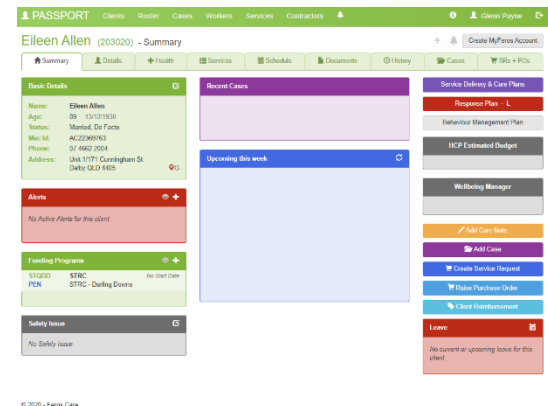 PASSPORT Clients Roster Cases Workers Services Contractors Glenn Payne
Eileen Allen (203020) - Summary
Create MyFeros Account
Summary Details Health Services Schedule Documents History Cases SRs + POs
Basic Details
Name: Eileen Allen
Age: 89 13/12/1930
Status: Married, De Facto
Mac Id: AC22369763
Phone: 07 4662 2004
Address: Unit 1/171 Cunningham St
Dalby QLD 4405
Alerts
No Active Alerts for this client
Funding Programs
STQDD STRC No Start Date
PEN STRC - Darling Downs
Safety Issue
No Safety Issue
Recent Cases
Upcoming this week
Service Delivery & Care Plans
Response Plan - L
Behaviour Management Plan
HCP Estimated Budget
Wellbeing Manager
Add Care Note
Add Case
Create Service Request
Raise Purchase Order
Client Reimbursement
Leave
No current or upcoming leave for this
client
© 2020 - Feros Care